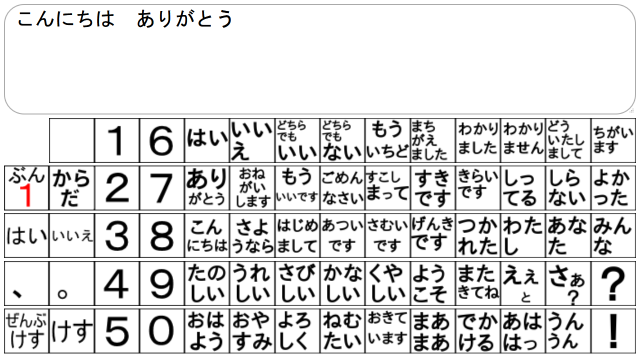 こんにちは　ありがとう
1 6 はい いいえ どちらでもいい どちらでもない もういちど まちがえました わかりました わかりません どういたしまして ちがいます
ぶん1 からだ 2 7 ありがとう おねがいします もういいです ごめんなさい すこしまって すきです きらいです しってる しらない よかった
はい いいえ 3 8 こんにちは さようなら はじめまして あついです さむいです げんきです つかれた わたし あなた みんな
、 。 4 9 たのしい うれしい さびしい かなしい くやしい ようこそ またきてね えぇと さぁ？ ？
ぜんぶけす けす 5 0 おはよう おやすみ よろしく ねむたい おきています まあまあ でかける あははっ うんうん ！